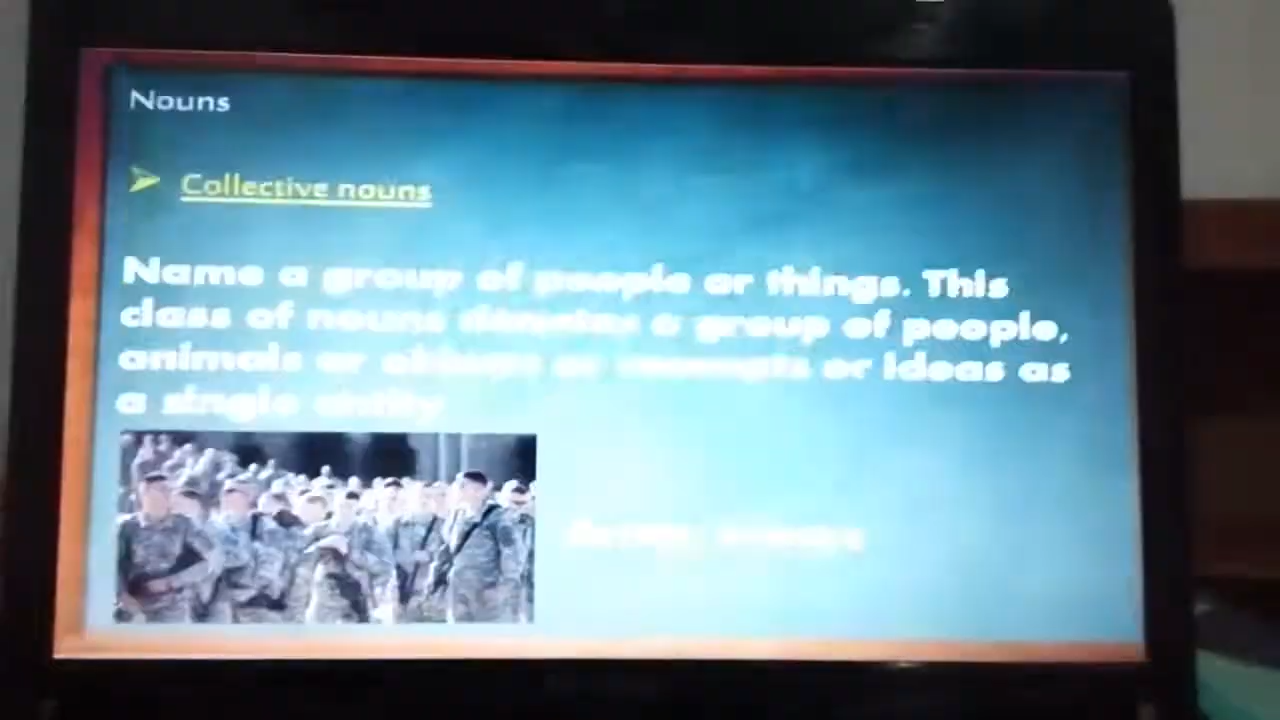 Nouns
Collective nouns
Name a group of people or things. This
class of nouns denotes a group of people,
animals or objects or concepts or ideas as
a single entity